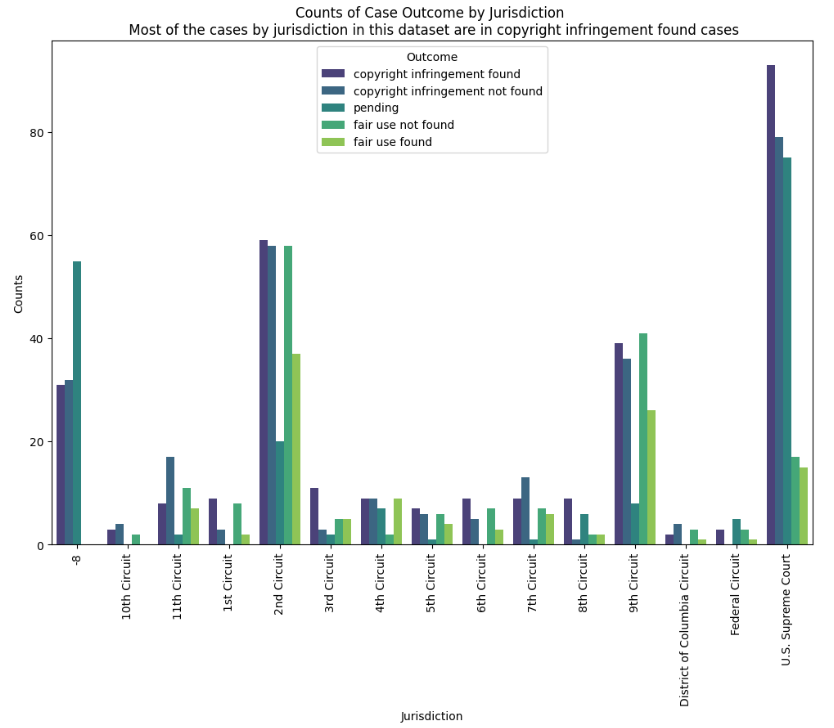 Counts of Case Outcome by Jurisdiction
Most of the cases by jurisdiction in this dataset are in copyright infringement found cases
Outcome
copyright infringement found
copyright infringement not found
pending
fair use not found
fair use found
80
60
40
20
0
Counts
-8
10th Circuit
11th Circuit
1st Circuit
2nd Circuit
3rd Circuit
4th Circuit
5th Circuit
6th Circuit
7th Circuit
8th Circuit
9th Circuit
District of Columbia Circuit
Federal Circuit
U.S. Supreme Court
Jurisdiction